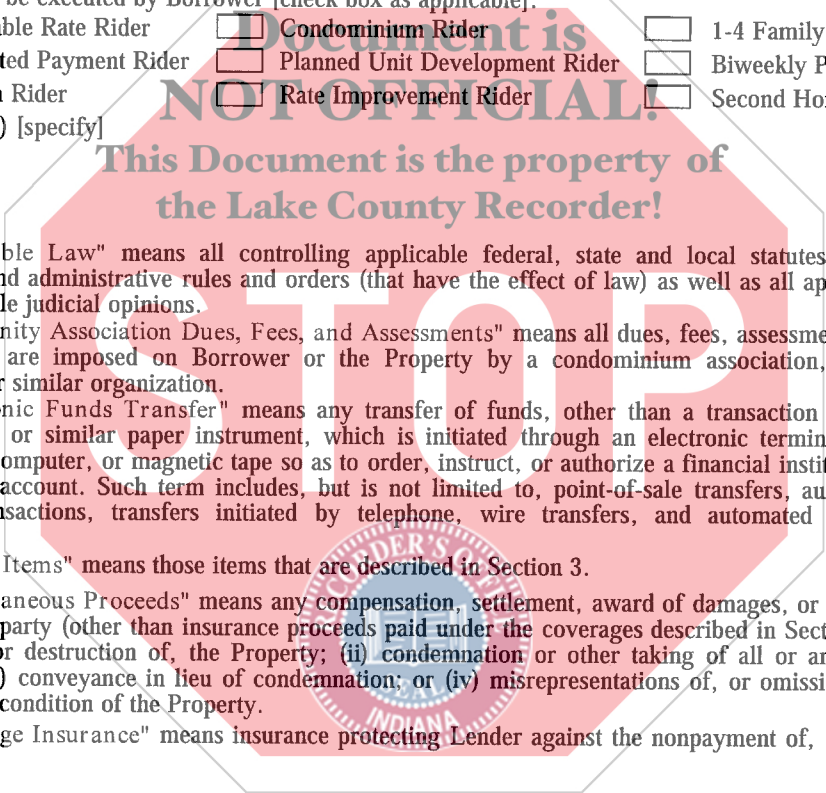 be executed by Borrower [check box as applicable]:
ble Rate Rider Condominium Rider 1-4 Family
ted Payment Rider Planned Unit Development Rider Biweekly P
Rider Rate Improvement Rider Second Ho
) [specify]
Document is
NOT OFFICIAL!
This Document is the property of
the Lake County Recorder!
ble Law" means all controlling applicable federal, state and local statutes
nd administrative rules and orders (that have the effect of law) as well as all ap
le judicial opinions.
nity Association Dues, Fees, and Assessments" means all dues, fees, assessme
are imposed on Borrower or the Property by a condominium association,
r similar organization.
nic Funds Transfer" means any transfer of funds, other than a transaction
or similar paper instrument, which is initiated through an electronic termin
omputer, or magnetic tape so as to order, instruct, or authorize a financial instit
account. Such term includes, but is not limited to, point-of-sale transfers, au
nsactions, transfers initiated by telephone, wire transfers, and automated
Items" means those items that are described in Section 3.
aneous Proceeds" means any compensation, settlement, award of damages, or
party (other than insurance proceeds paid under the coverages described in Sect
or destruction of, the Property; (ii) condemnation or other taking of all or an
) conveyance in lieu of condemnation; or (iv) misrepresentations of, or omissi
condition of the Property.
ge Insurance" means insurance protecting Lender against the nonpayment of,
STOP
RECORDER'S OFFICE
SEAL
INDIANA